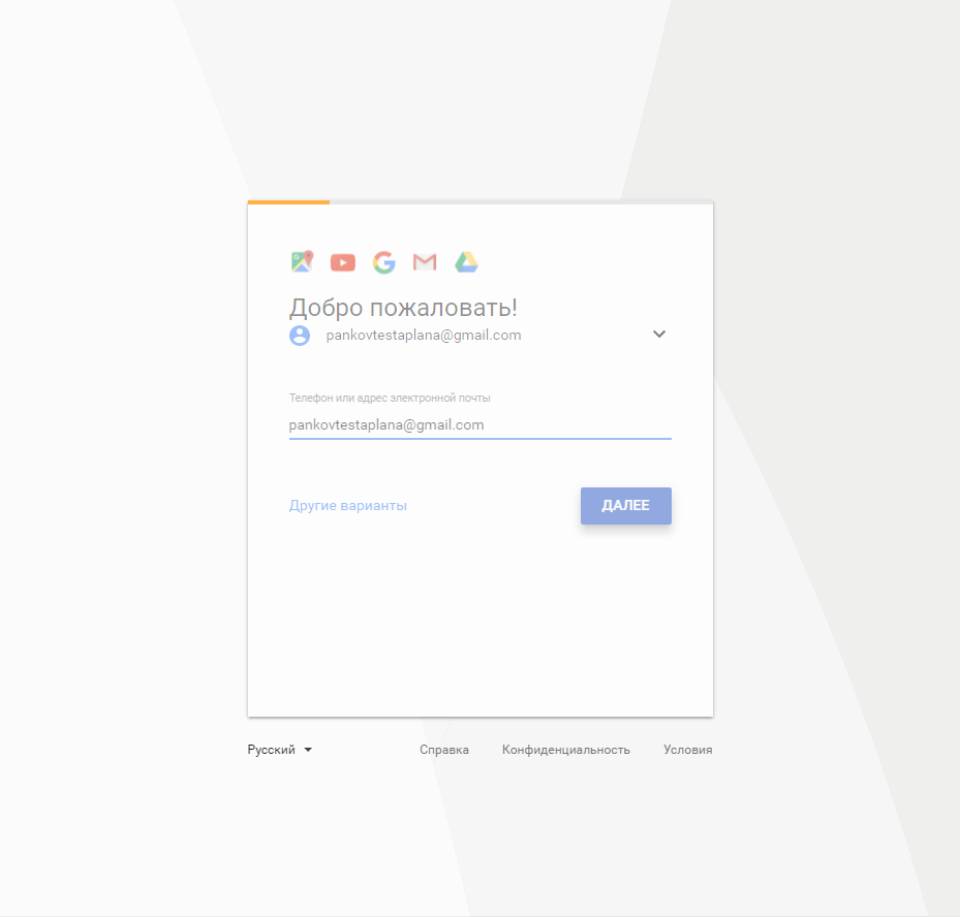 Добро пожаловать!
pankovtestaplana@gmail.com
Телефон или адрес электронной почты
pankovtestaplana@gmail.com
Другие варианты ДАЛЕЕ
Русский Справка Конфиденциальность Условия